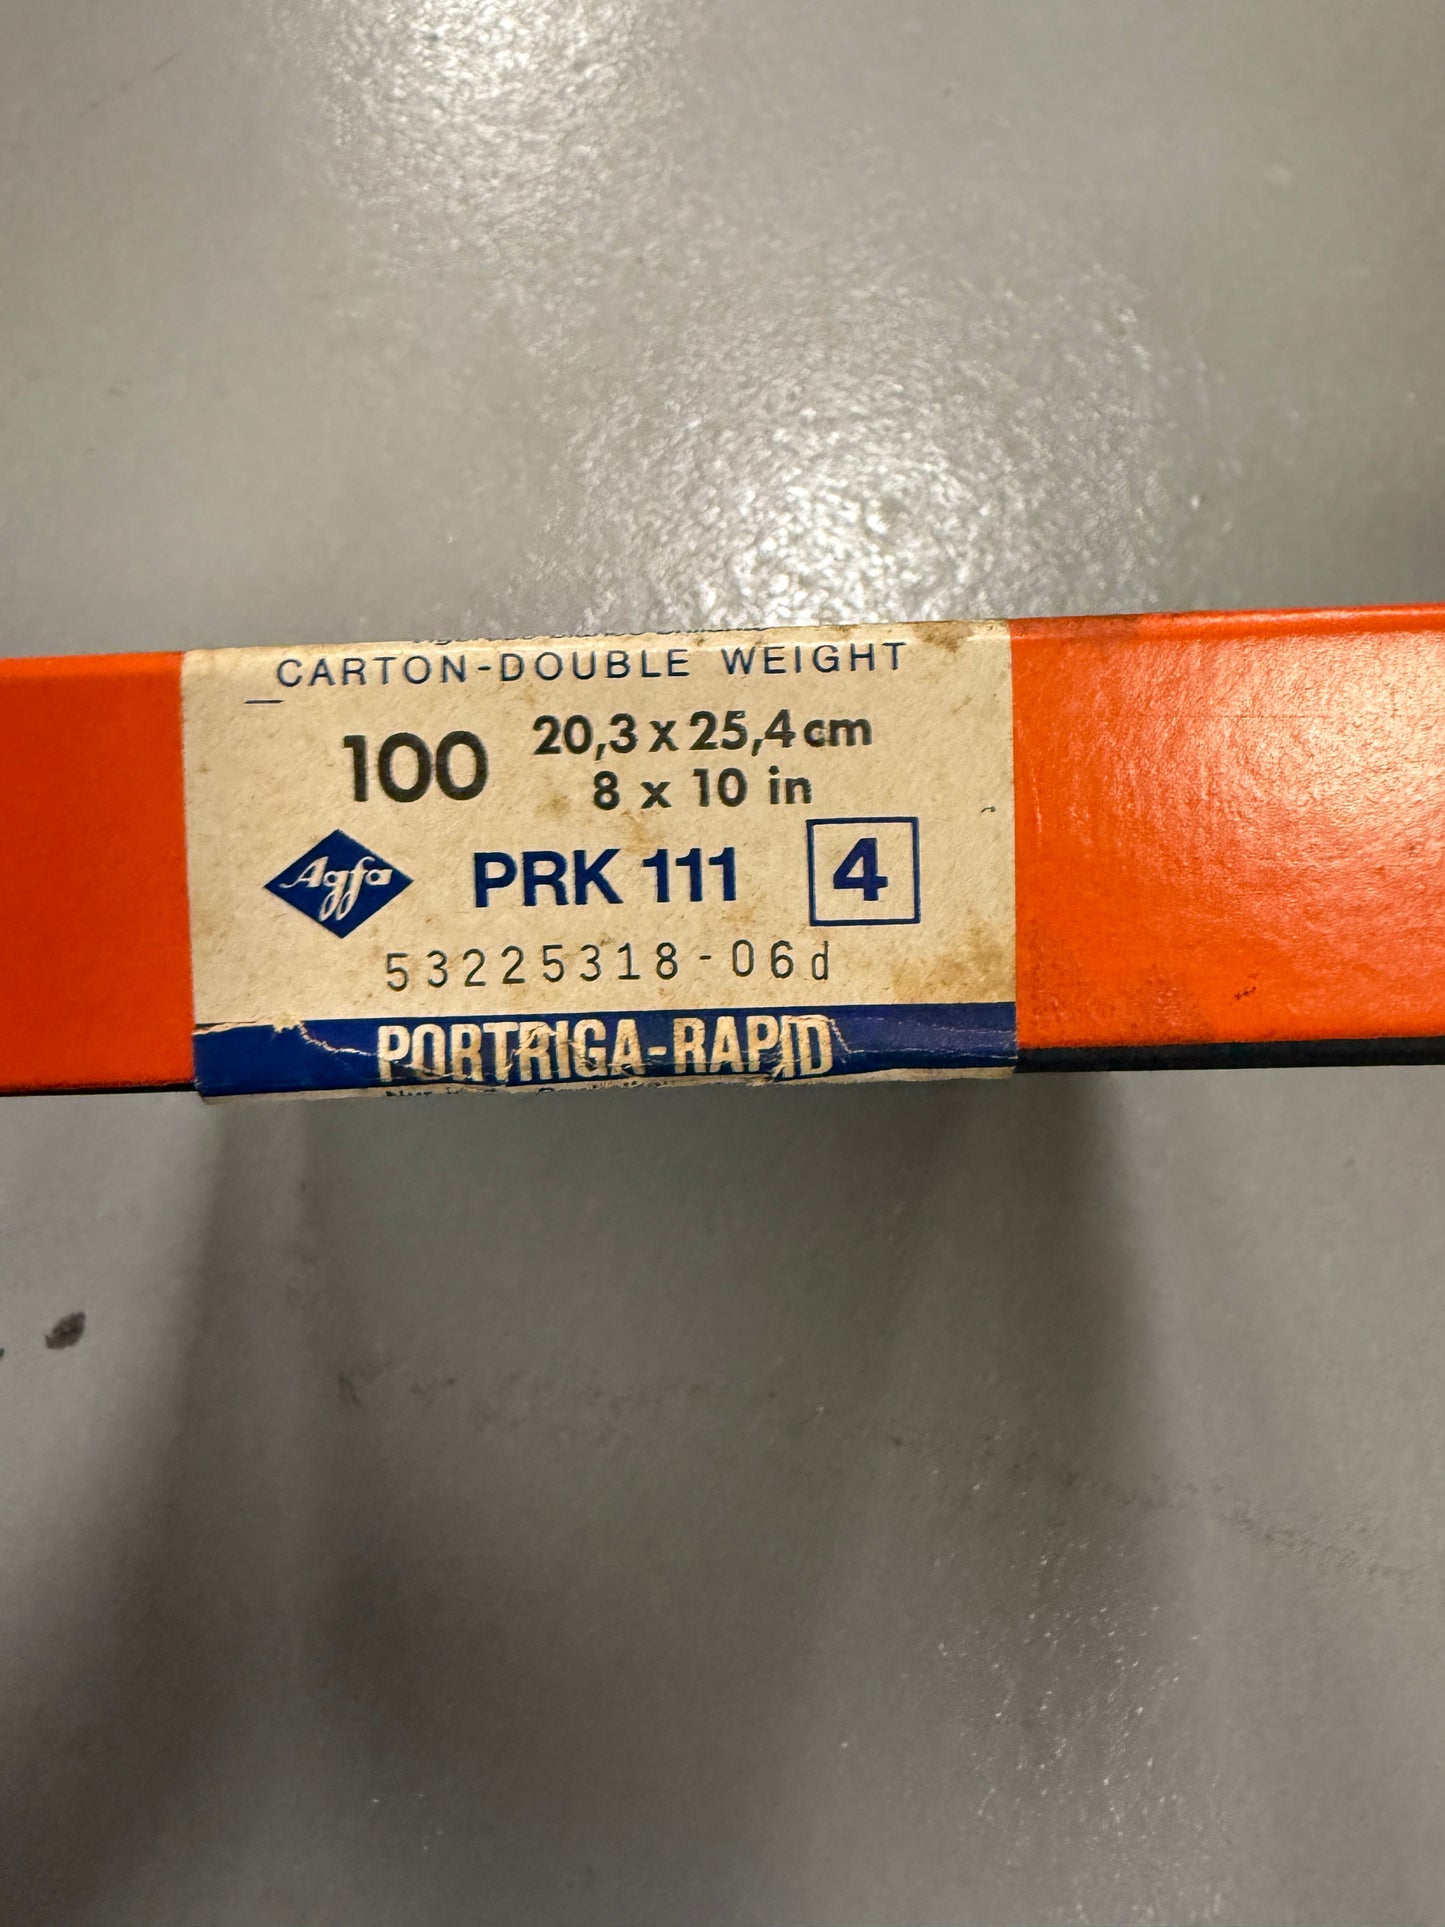 CARTON-DOUBLE WEIGHT
100 20,3 x 25,4 cm
8 x 10 in
Agfa PRK 111 4
53225318-06d
PORTRIGA-RAPID